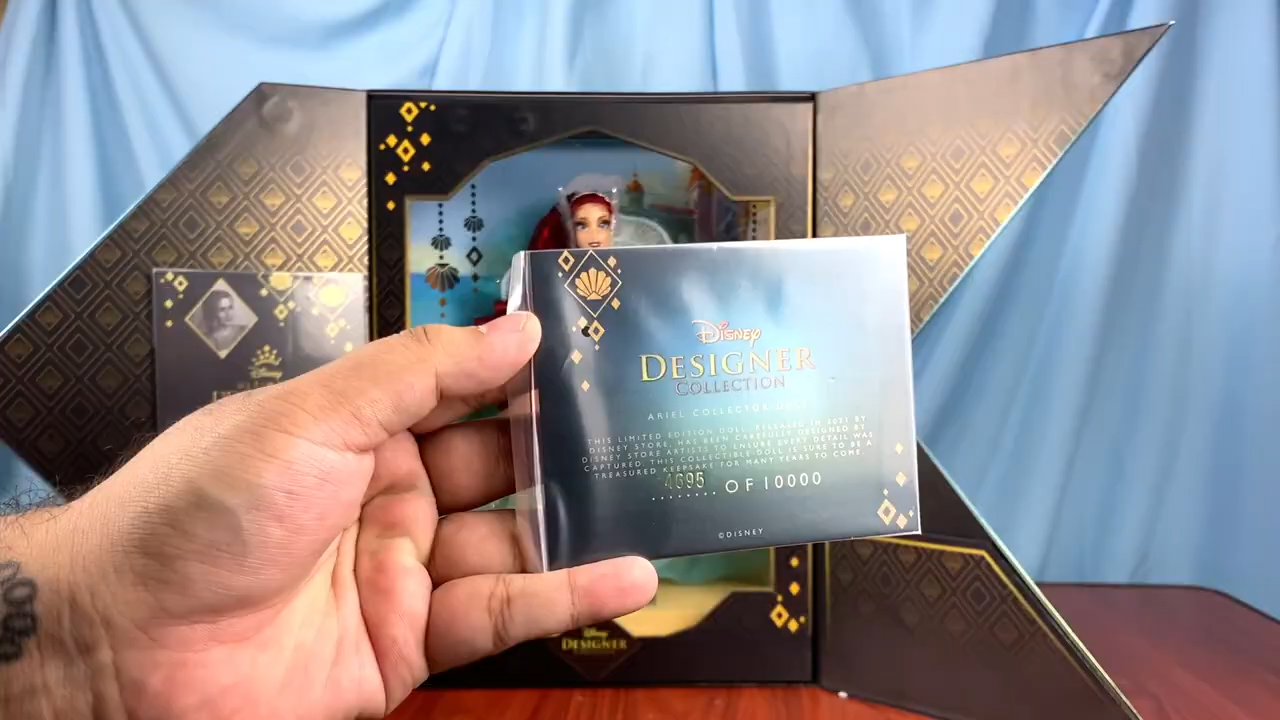 Disney
DESIGNER
COLLECTION
ARIEL COLLECTOR DOLL
THIS LIMITED EDITION DOLL, RELEASED IN 2021 BY
DISNEY STORE, HAS BEEN CAREFULLY DESIGNED BY
DISNEY STORE ARTISTS TO ENSURE EVERY DETAIL WAS
CAPTURED. THIS COLLECTIBLE DOLL IS SURE TO BE A
TREASURED KEEPSAKE FOR MANY YEARS TO COME.
4695 OF 10000
©DISNEY
Disney
Disney
DESIGNER